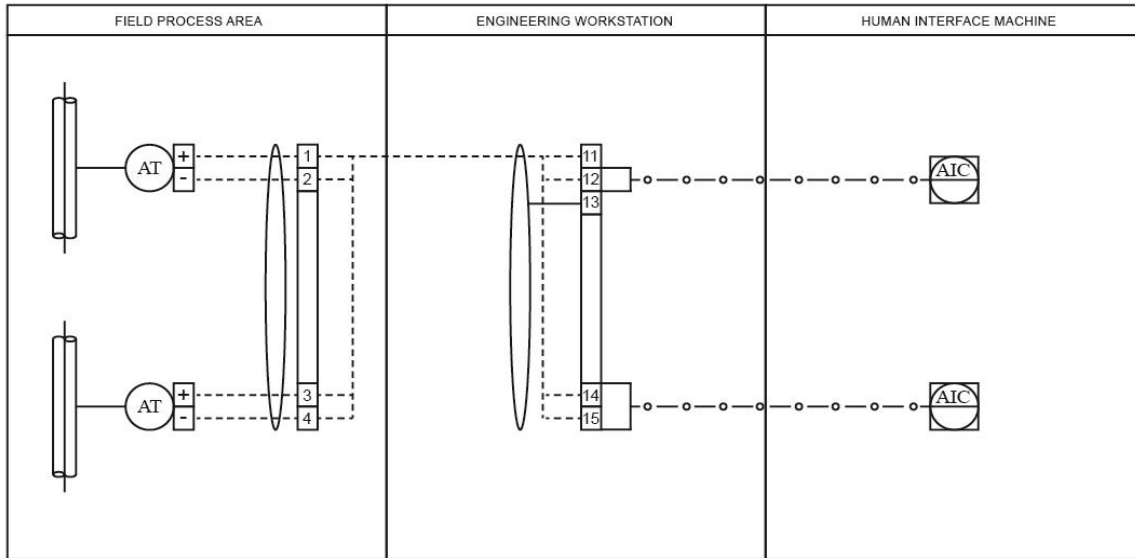 FIELD PROCESS AREA
ENGINEERING WORKSTATION
HUMAN INTERFACE MACHINE
AT
+
-
1
2
11
12
13
AIC
AT
+
-
3
4
14
15
AIC